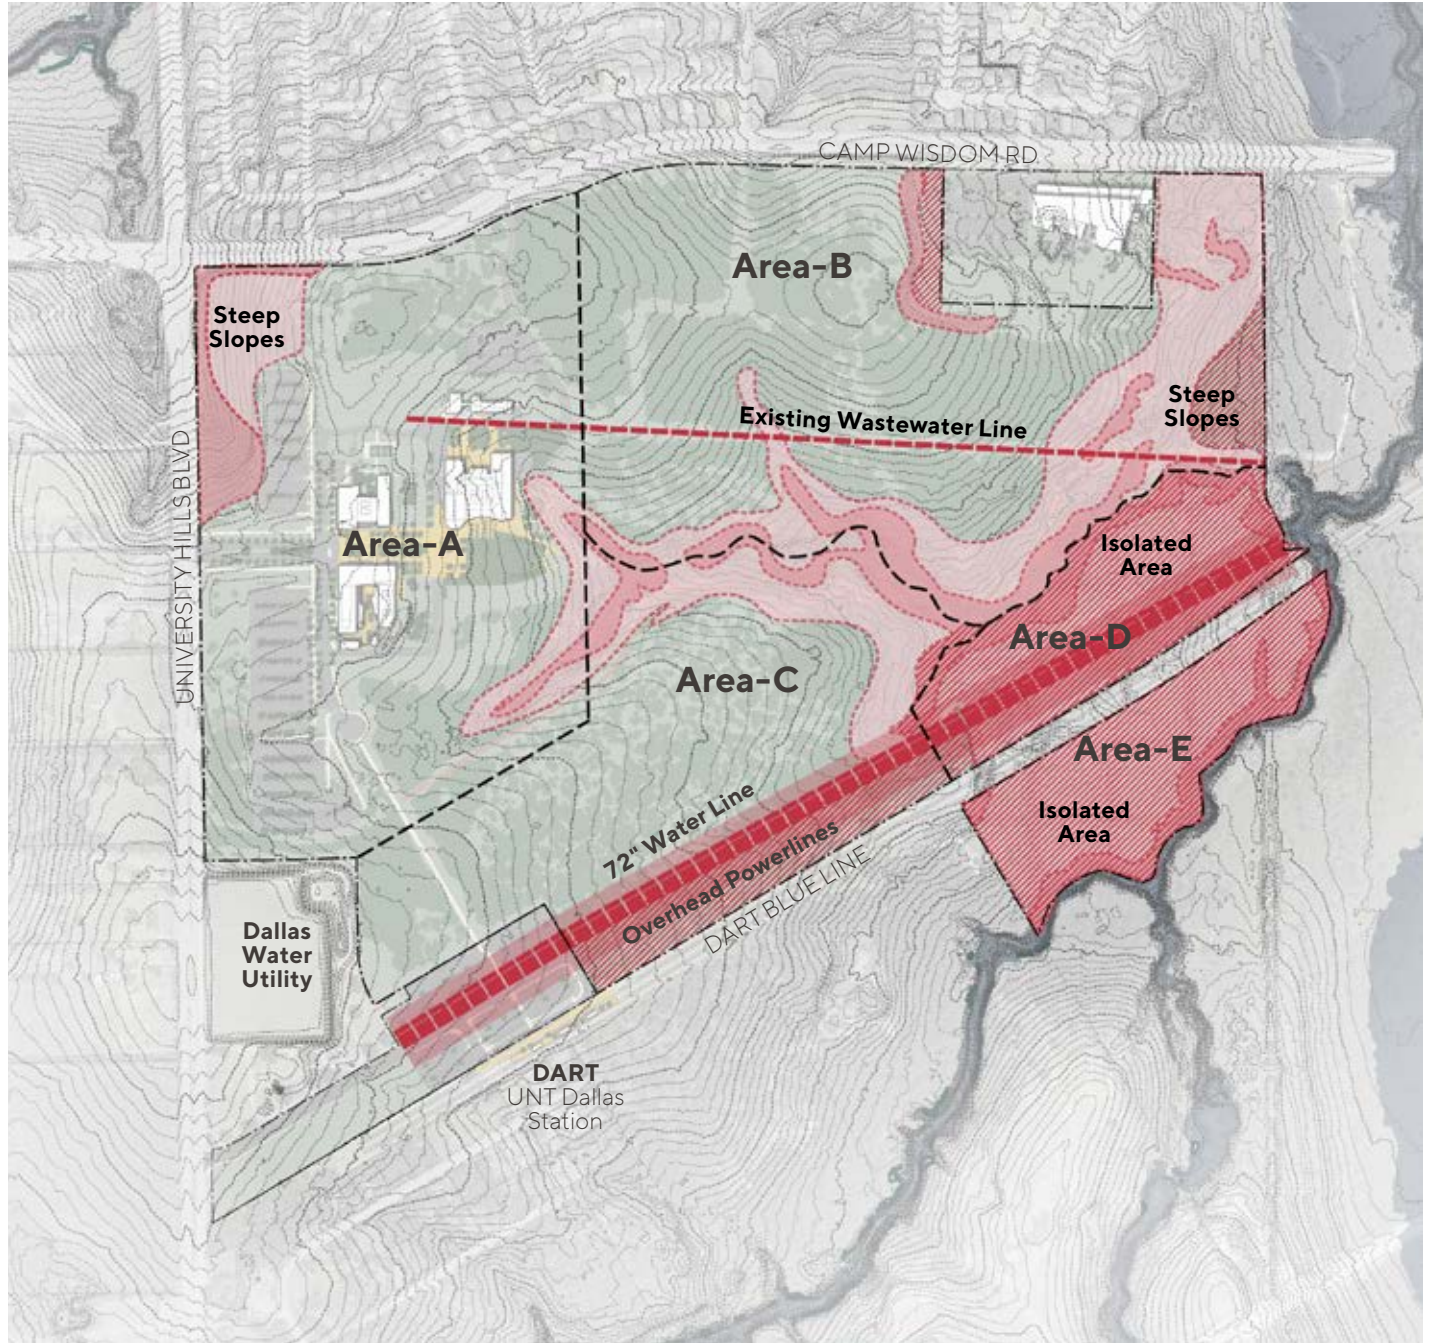 CAMP WISDOM RD.
Area-B
Steep
Slopes
Steep
Slopes
Existing Wastewater Line
UNIVERSITY HILLS BLVD
Area-A
Isolated
Area
Area-D
Area-C
Area-E
Isolated
Area
72" Water Line
Overhead Powerlines
DART BLUE LINE
Dallas
Water
Utility
DART
UNT Dallas
Station